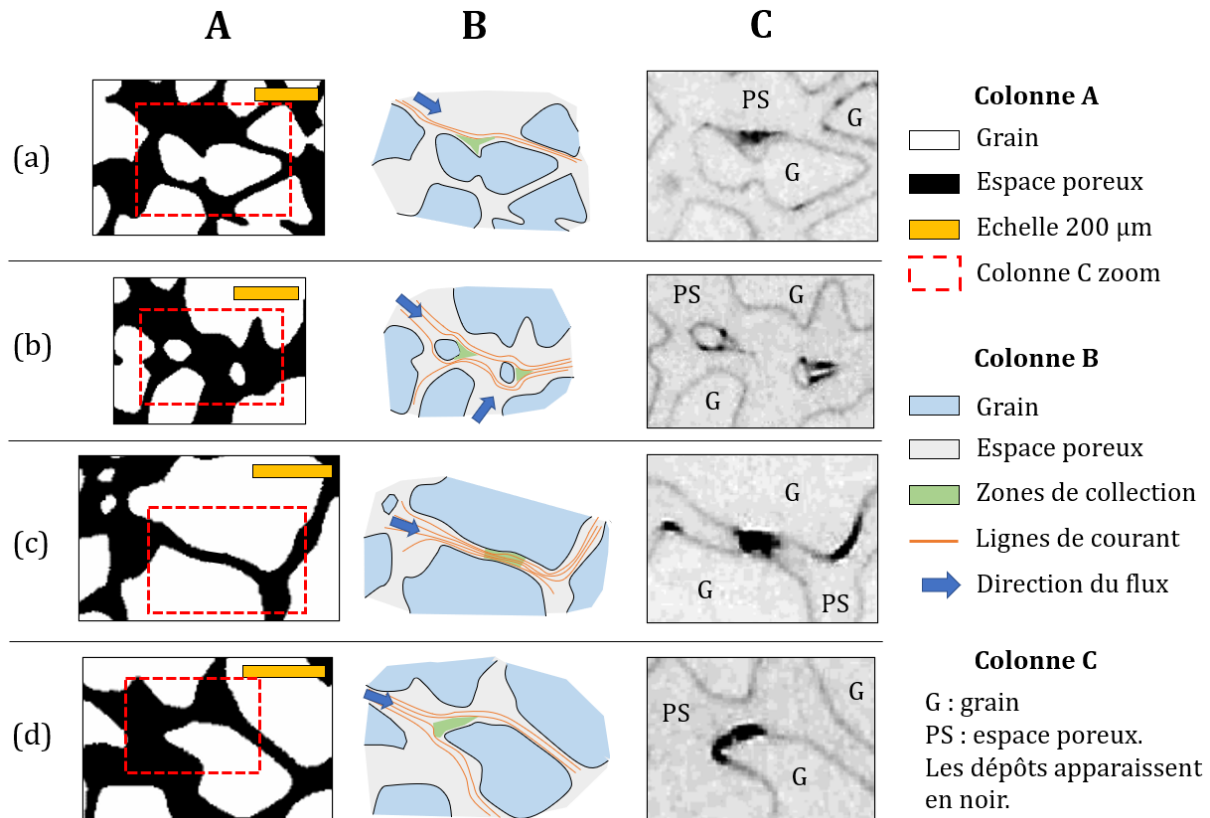 A B C
(a)
PS
G
G
(b)
PS
G
G
(c)
G
G
PS
(d)
PS
G
G
Colonne A
Grain
Espace poreux
Echelle 200 µm
Colonne C zoom
Colonne B
Grain
Espace poreux
Zones de collection
Lignes de courant
Direction du flux
Colonne C
G : grain
PS : espace poreux.
Les dépôts apparaissent
en noir.